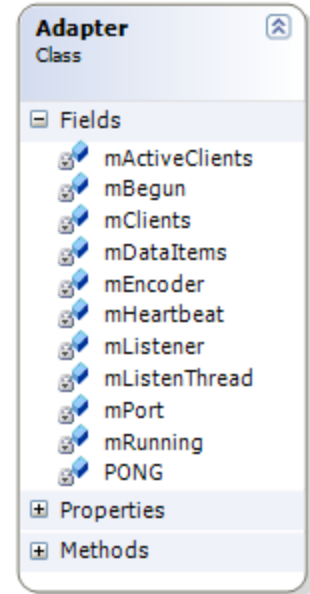 Adapter
Class
Fields
mActiveClients
mBegun
mClients
mDataItems
mEncoder
mHeartbeat
mListener
mListenThread
mPort
mRunning
PONG
Properties
Methods